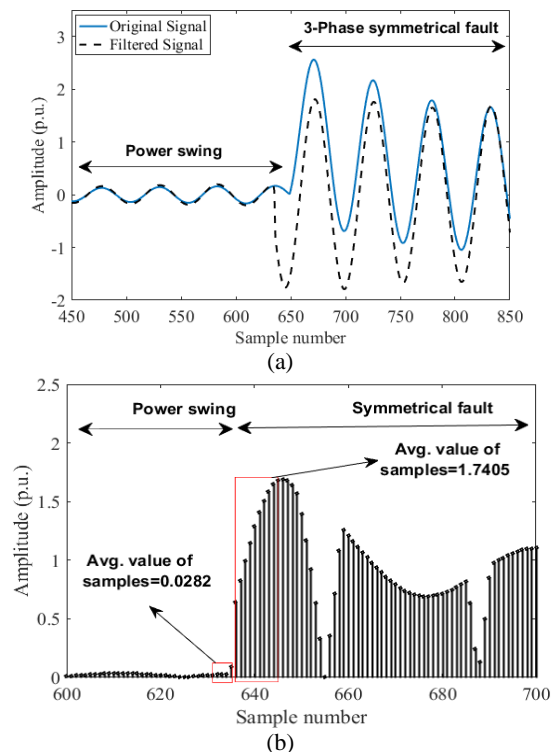 Original Signal
Filtered Signal
3-Phase symmetrical fault
Power swing
Amplitude (p.u.)
3
2
1
0
-1
-2
450 500 550 600 650 700 750 800 850
Sample number
(a)
Power swing
Symmetrical fault
Avg. value of
samples=1.7405
Avg. value of
samples=0.0282
Amplitude (p.u.)
2.5
2
1.5
1
0.5
0
600 620 640 660 680 700
Sample number
(b)